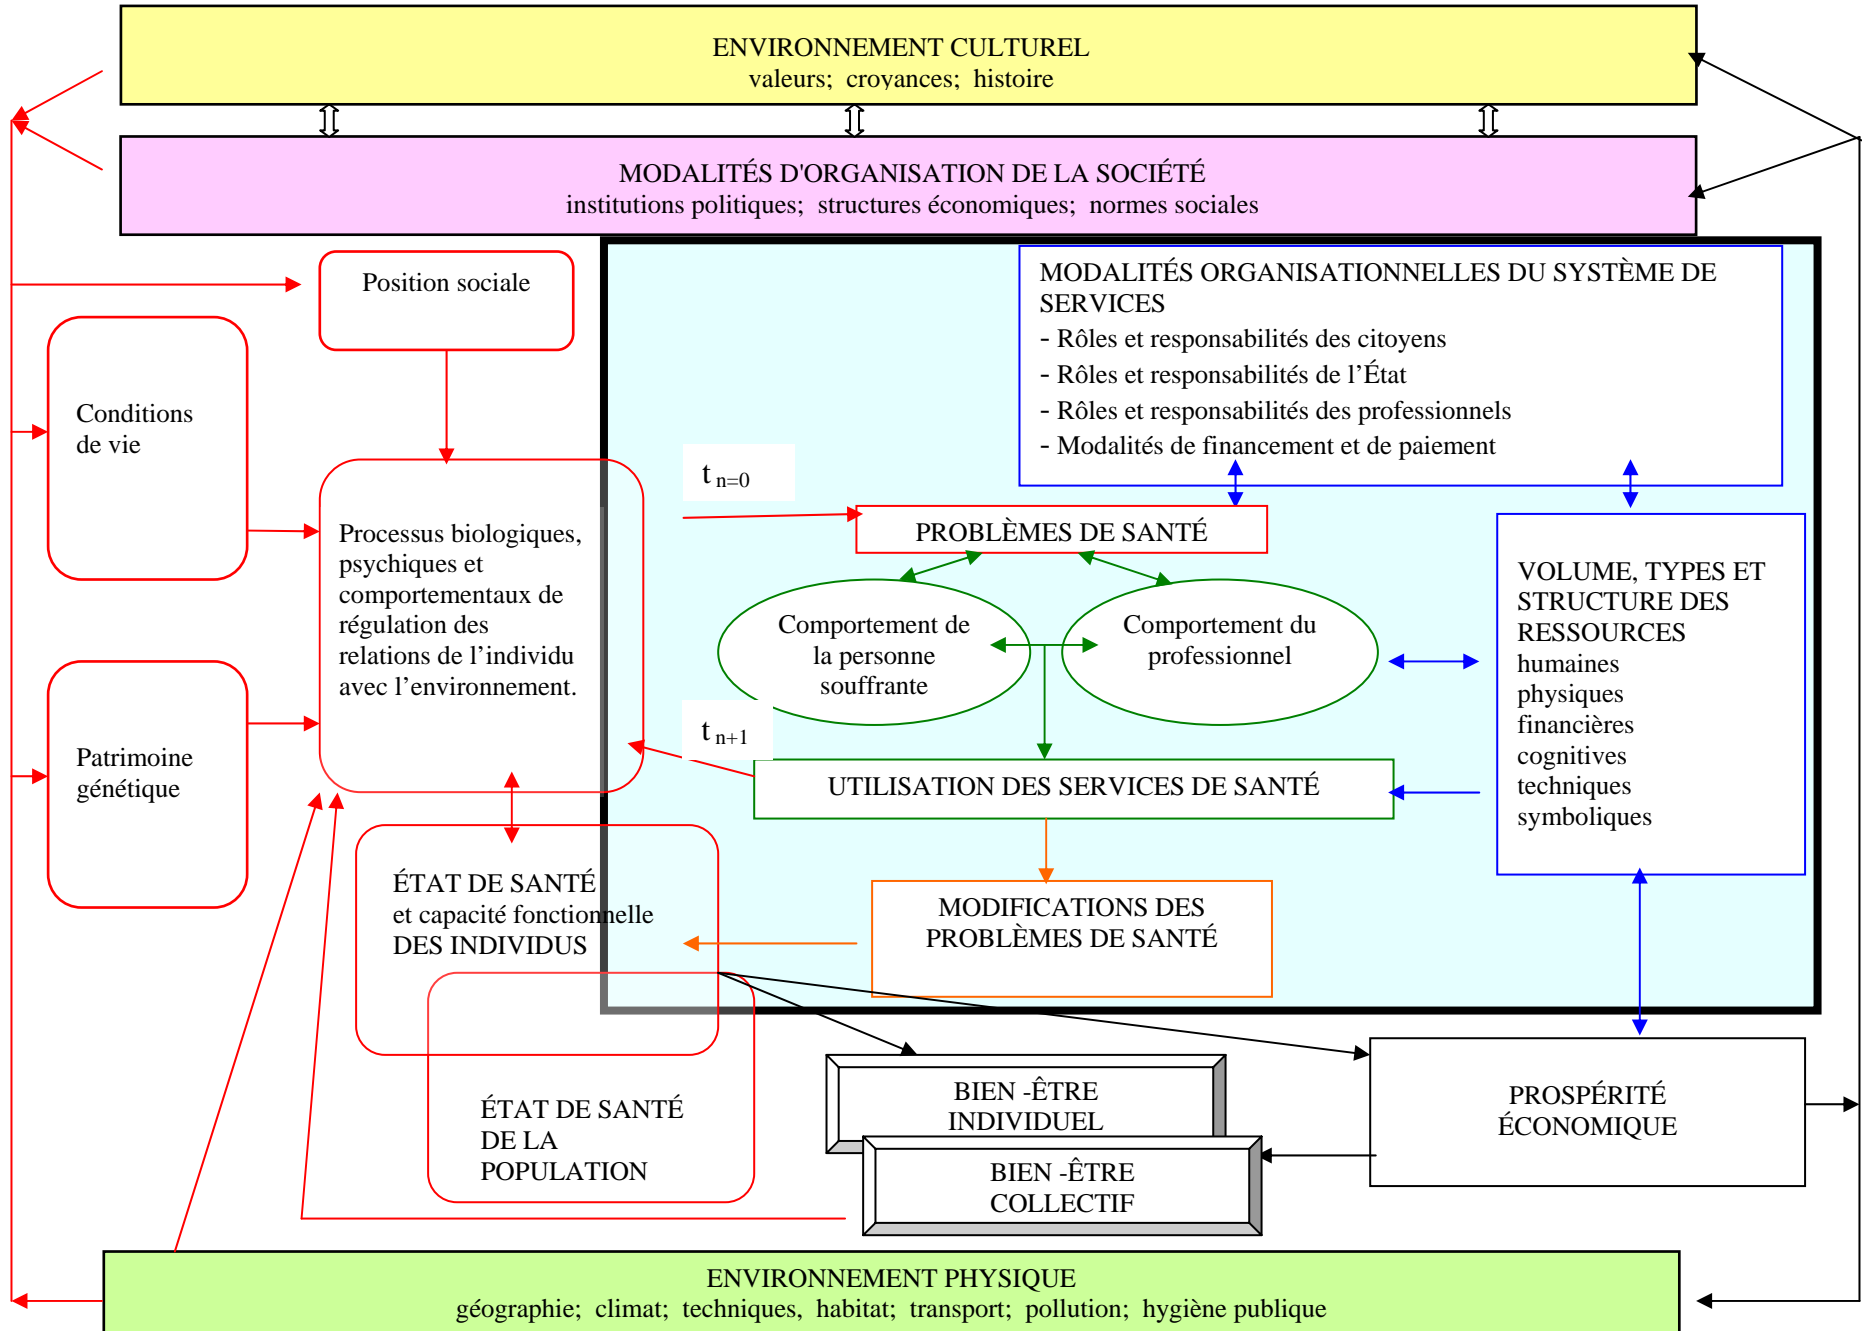 ENVIRONNEMENT CULTUREL
valeurs; croyances; histoire
MODALITÉS D'ORGANISATION DE LA SOCIÉTÉ
institutions politiques; structures économiques; normes sociales
Position sociale
MODALITÉS ORGANISATIONNELLES DU SYSTÈME DE
SERVICES
- Rôles et responsabilités des citoyens
- Rôles et responsabilités de l’État
- Rôles et responsabilités des professionnels
- Modalités de financement et de paiement
Conditions
de vie
t n=0
PROBLÈMES DE SANTÉ
Processus biologiques,
psychiques et
comportementaux de
régulation des
relations de l’individu
avec l’environnement.
Comportement de
la personne
souffrante
Comportement du
professionnel
VOLUME, TYPES ET
STRUCTURE DES
RESSOURCES
humaines
physiques
financières
cognitives
techniques
symboliques
Patrimoine
génétique
t n+1
UTILISATION DES SERVICES DE SANTÉ
ÉTAT DE SANTÉ
et capacité fonctionnelle
DES INDIVIDUS
MODIFICATIONS DES
PROBLÈMES DE SANTÉ
ÉTAT DE SANTÉ
DE LA
POPULATION
BIEN -ÊTRE
INDIVIDUEL
BIEN -ÊTRE
COLLECTIF
PROSPÉRITÉ
ÉCONOMIQUE
ENVIRONNEMENT PHYSIQUE
géographie; climat; techniques, habitat; transport; pollution; hygiène publique